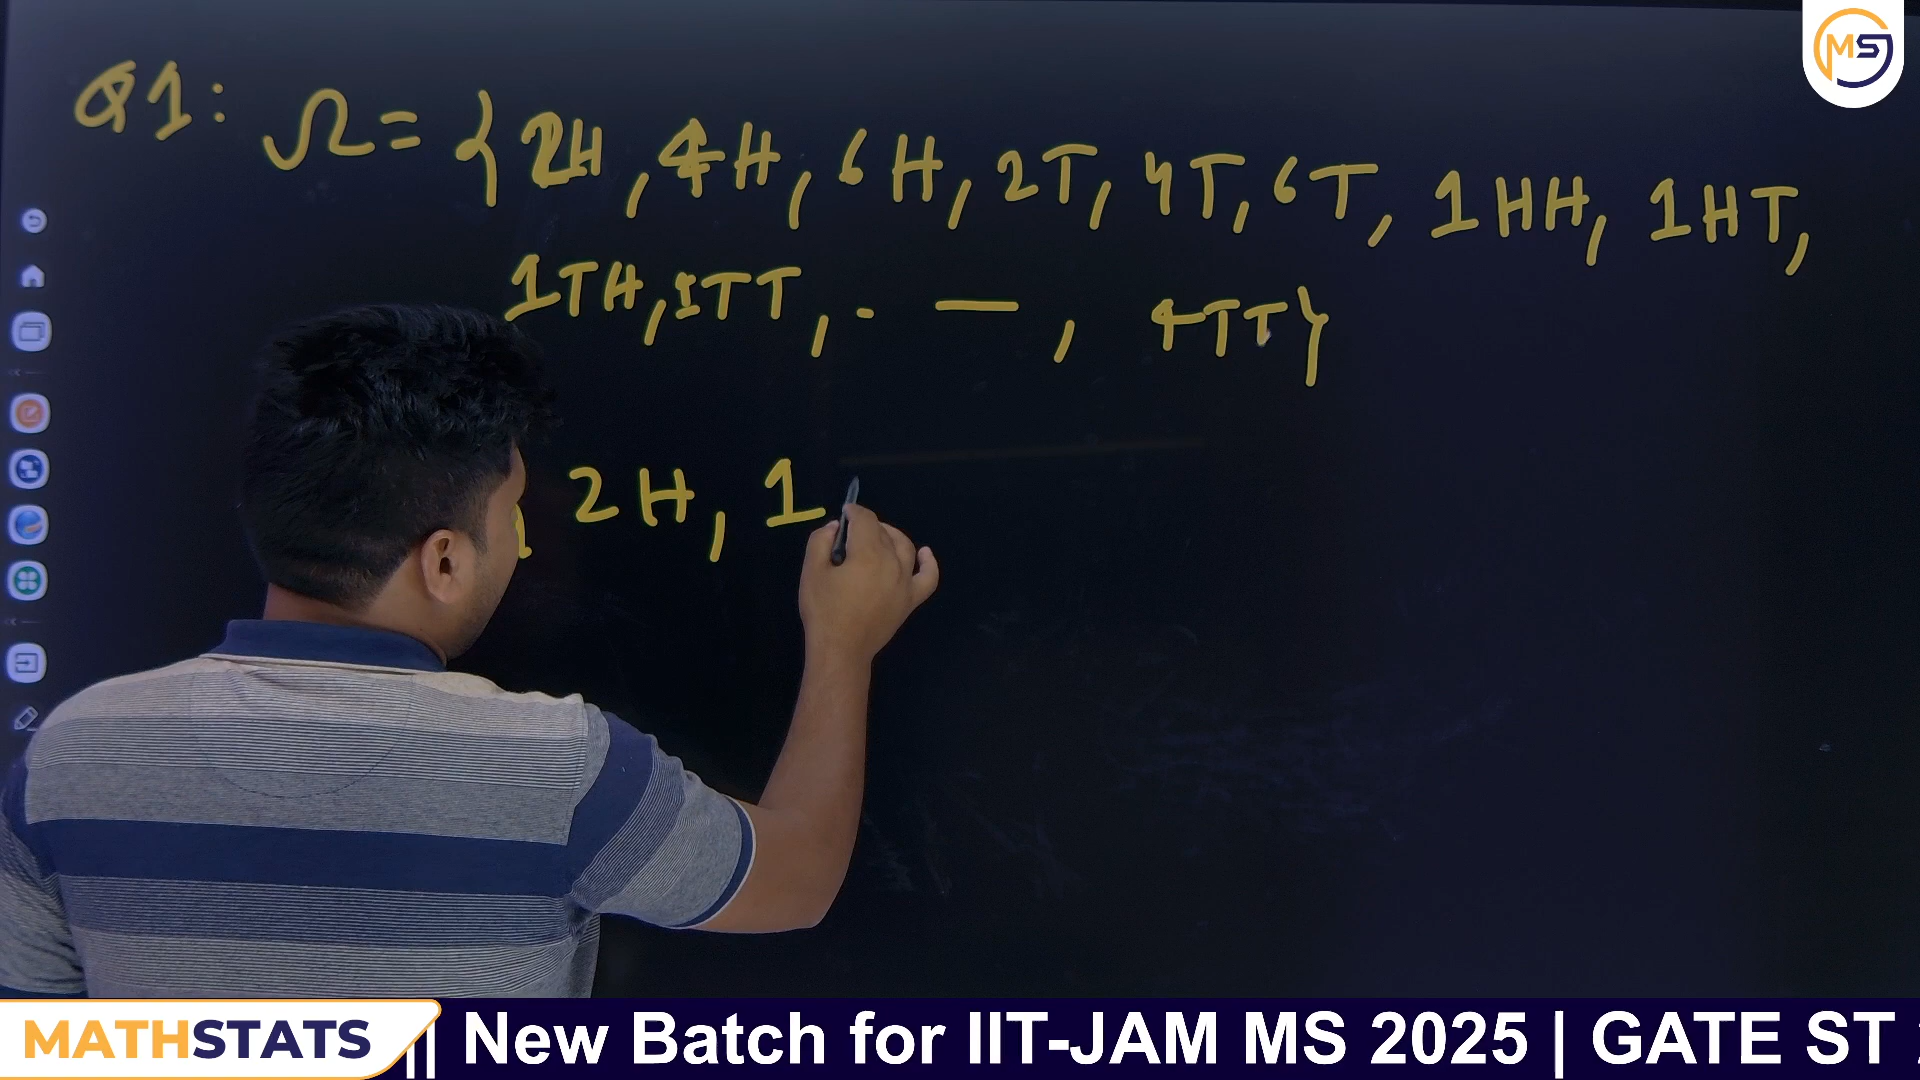 Q1: Ω = { 2H, 4H, 6H, 2T, 4T, 6T, 1HH, 1HT,
1TH, 1TT, . —, 4TT}
2H, 1
MS
MATHSTATS
|| New Batch for IIT-JAM MS 2025 | GATE ST